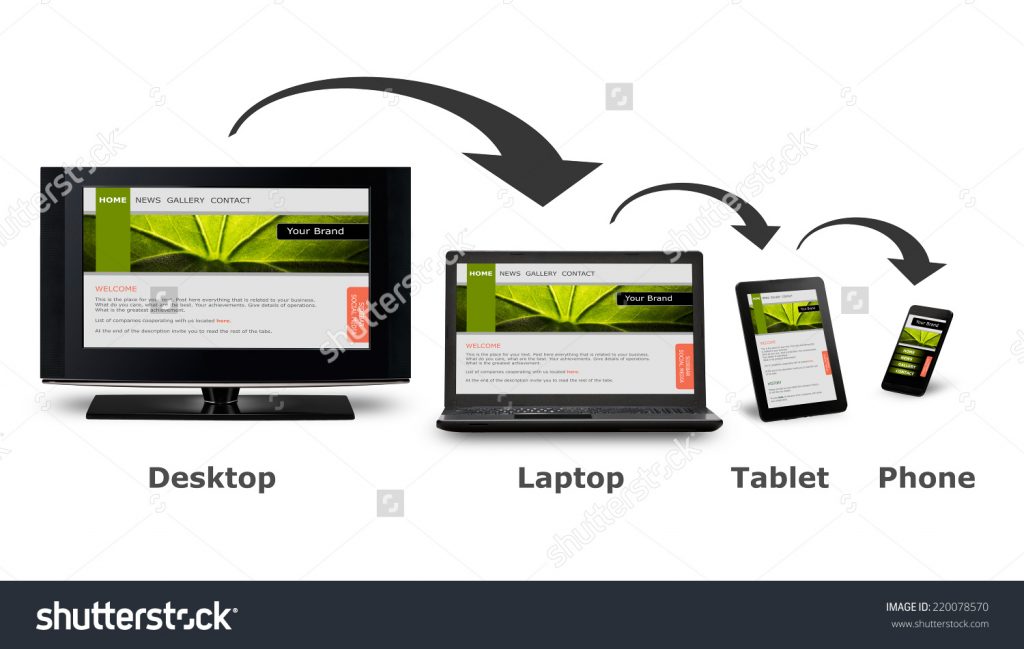 HOME NEWS GALLERY CONTACT
Your Brand
WELCOME
This is the place for you text. Post here everything that is related to your business.
What do you care, what are the best. Your achievements. Give details of operations.
What is the greatest achievement.
List of companies cooperating with us located here.
At the end of the description invite you to read the rest of the tabs.
SOCIAL MEDIA
HOME NEWS GALLERY CONTACT
Your Brand
WELCOME
This is the place for your text. Post here everything that is related to your business.
What do you care, what are the best. Your achievements. Give details of operations.
What is the greatest achievement.
List of companies cooperating with us located here.
At the end of the description invite you to read the rest of the tabs.
SIDEBAR
SOCIAL MEDIA
Your Brand
WELCOME
Your Brand
HOME
NEWS
GALLERY
CONTACT
Desktop
Laptop
Tablet
Phone
shutterstock
shutterstock
shutterstock
shutterstock
shutterstock
IMAGE ID: 220078570
www.shutterstock.com